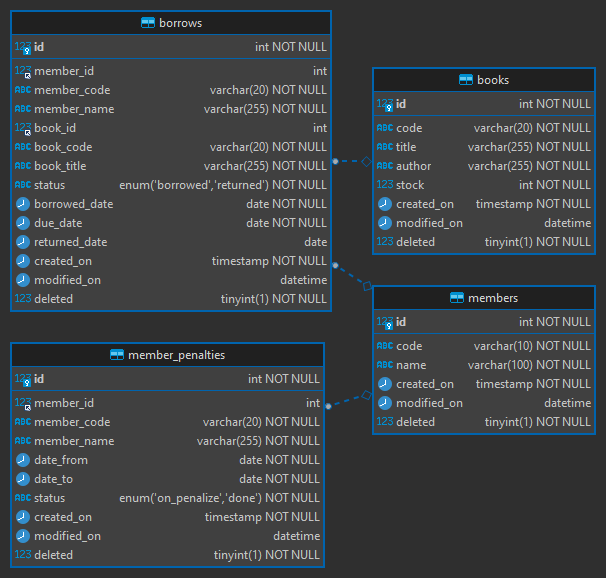 borrows
123 id int NOT NULL
123 member_id int
ABC member_code varchar(20) NOT NULL
ABC member_name varchar(255) NOT NULL
123 book_id int
ABC book_code varchar(20) NOT NULL
ABC book_title varchar(255) NOT NULL
ABC status enum('borrowed','returned') NOT NULL
borrowed_date date NOT NULL
due_date date NOT NULL
returned_date date
created_on timestamp NOT NULL
modified_on datetime
123 deleted tinyint(1) NOT NULL
books
123 id int NOT NULL
ABC code varchar(20) NOT NULL
ABC title varchar(255) NOT NULL
ABC author varchar(255) NOT NULL
123 stock int NOT NULL
created_on timestamp NOT NULL
modified_on datetime
123 deleted tinyint(1) NOT NULL
members
123 id int NOT NULL
ABC code varchar(10) NOT NULL
ABC name varchar(100) NOT NULL
created_on timestamp NOT NULL
modified_on datetime
123 deleted tinyint(1) NOT NULL
member_penalties
123 id int NOT NULL
123 member_id int
ABC member_code varchar(20) NOT NULL
ABC member_name varchar(255) NOT NULL
date_from date NOT NULL
date_to date NOT NULL
ABC status enum('on_penalize','done') NOT NULL
created_on timestamp NOT NULL
modified_on datetime
123 deleted tinyint(1) NOT NULL